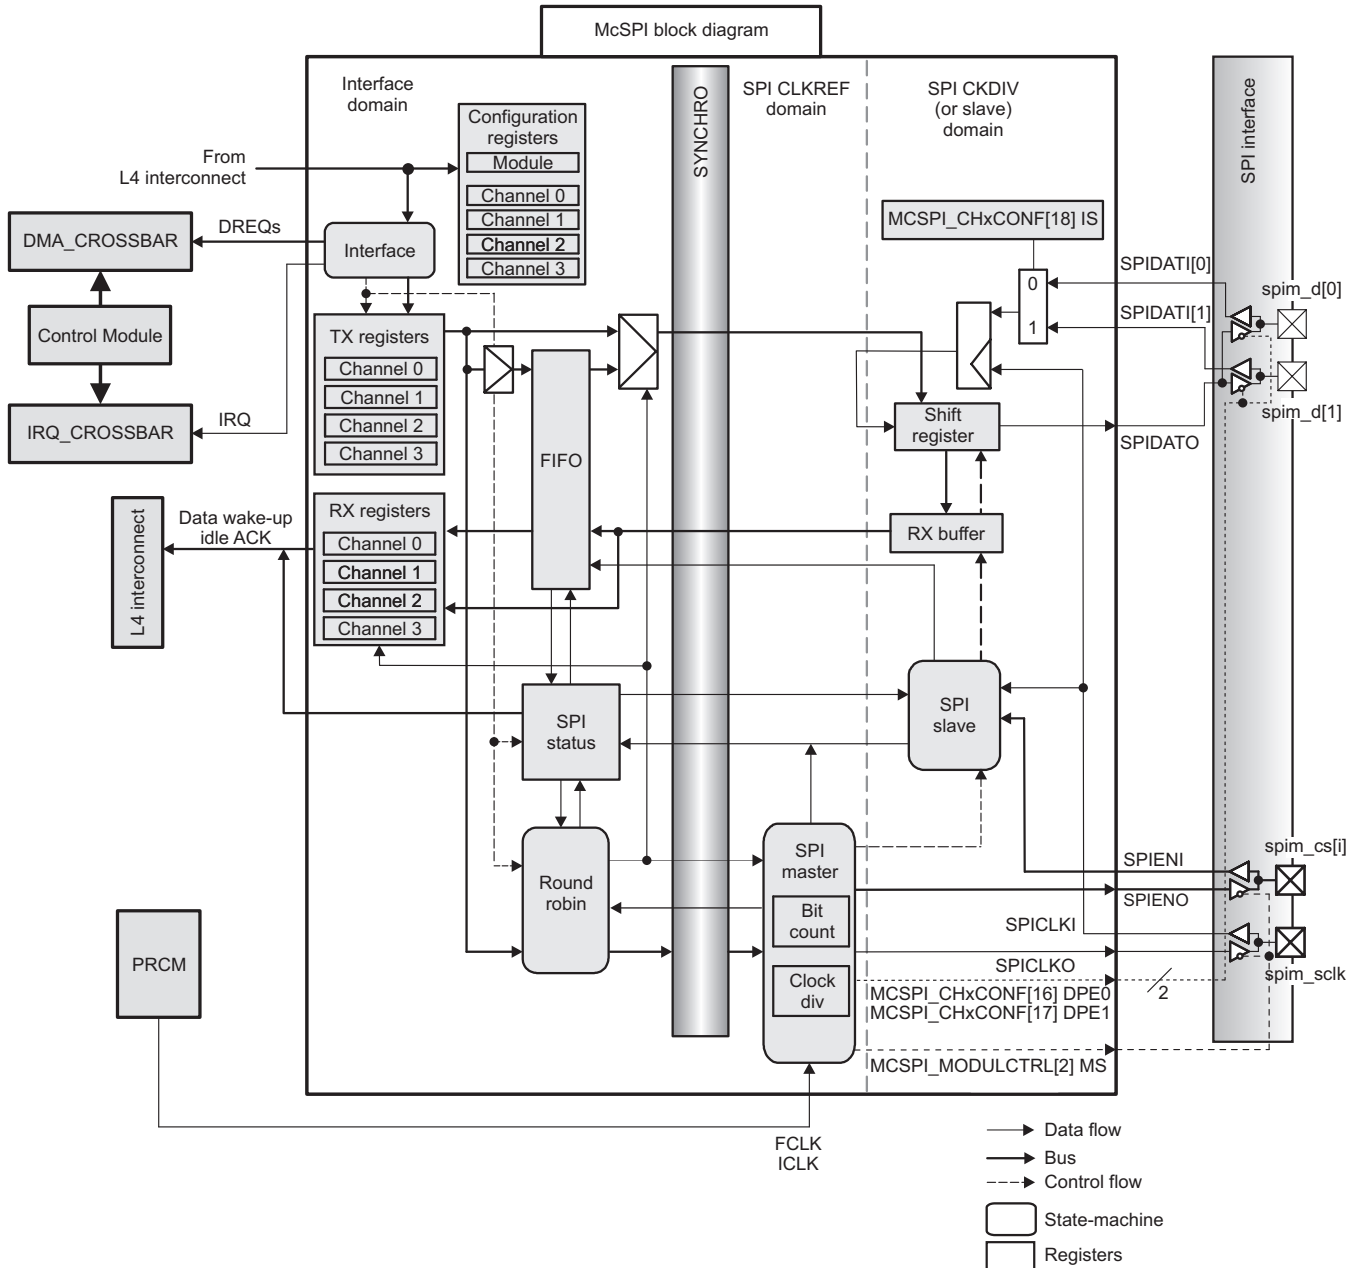 McSPI block diagram
Interface
domain
SPI CLKREF
domain
SPI CKDIV
(or slave)
domain
SYNCHRO
SPI interface
Configuration
registers
Module
Channel 0
Channel 1
Channel 2
Channel 3
From
L4 interconnect
DMA_CROSSBAR
DREQs
Interface
Control Module
IRQ_CROSSBAR
IRQ
MCSPI_CHxCONF[18] IS
0
1
SPIDATI[0]
SPIDATI[1]
spim_d[0]
spim_d[1]
SPIDATO
TX registers
Channel 0
Channel 1
Channel 2
Channel 3
FIFO
Shift
register
RX buffer
L4 interconnect
Data wake-up
idle ACK
RX registers
Channel 0
Channel 1
Channel 2
Channel 3
SPI
status
SPI
slave
Round
robin
SPI
master
Bit
count
Clock
div
SPIENI
SPIENO
spim_cs[i]
SPICLKI
SPICLKO
spim_sclk
2
MCSPI_CHxCONF[16] DPE0
MCSPI_CHxCONF[17] DPE1
MCSPI_MODULCTRL[2] MS
PRCM
FCLK
ICLK
Data flow
Bus
Control flow
State-machine
Registers